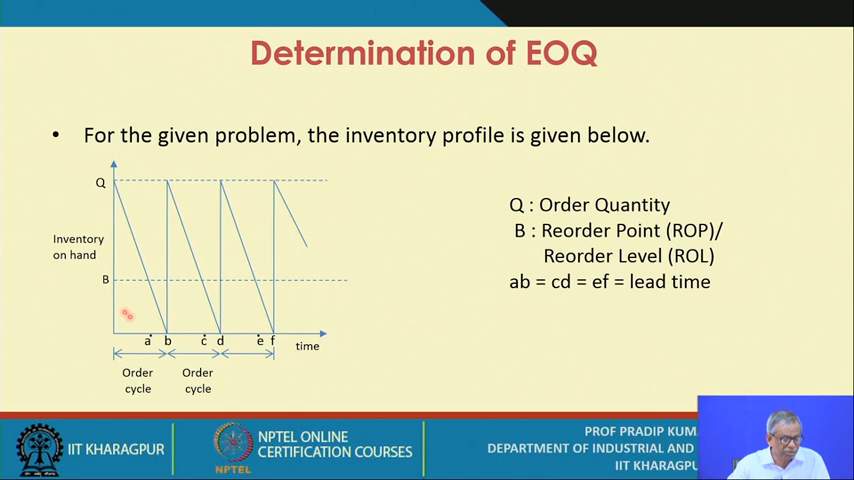 Determination of EOQ
• For the given problem, the inventory profile is given below.
Q
Inventory
on hand
B
a b c d e f
time
Order
cycle
Order
cycle
Q : Order Quantity
B : Reorder Point (ROP)/
Reorder Level (ROL)
ab = cd = ef = lead time
IIT KHARAGPUR
NPTEL
NPTEL ONLINE
CERTIFICATION COURSES
PROF PRADIP KUM
DEPARTMENT OF INDUSTRIAL AND
IIT KHARAGPU